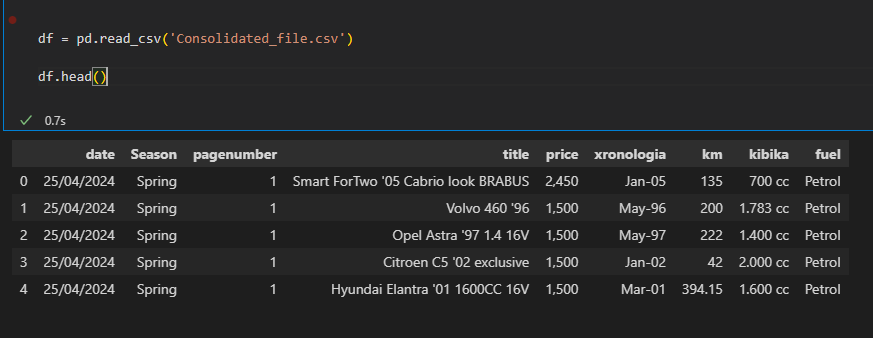 df = pd.read_csv('Consolidated_file.csv')
df.head()
0.7s
date Season pagenumber title price xronologia km kibika fuel
0 25/04/2024 Spring 1 Smart ForTwo '05 Cabrio look BRABUS 2,450 Jan-05 135 700 cc Petrol
1 25/04/2024 Spring 1 Volvo 460 '96 1,500 May-96 200 1.783 cc Petrol
2 25/04/2024 Spring 1 Opel Astra '97 1.4 16V 1,500 May-97 222 1.400 cc Petrol
3 25/04/2024 Spring 1 Citroen C5 '02 exclusive 1,500 Jan-02 42 2.000 cc Petrol
4 25/04/2024 Spring 1 Hyundai Elantra '01 1600CC 16V 1,500 Mar-01 394.15 1.600 cc Petrol